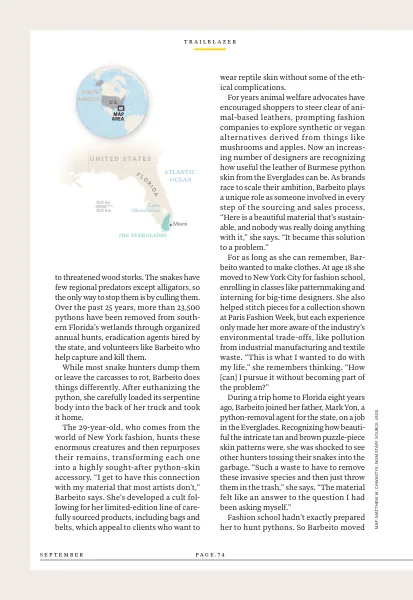 TRAILBLAZER
NORTH
AMERICA
U.S.
MAP
AREA
UNITED STATES
FLORIDA
ATLANTIC
OCEAN
Lake
Okeechobee
Miami
THE EVERGLADES
to threatened wood storks. The snakes have
few regional predators except alligators, so
the only way to stop them is by culling them.
Over the past 25 years, more than 23,500
pythons have been removed from south-
ern Florida's wetlands through organized
annual hunts, eradication agents hired by
the state, and volunteers like Barbeito who
help capture and kill them.
While most snake hunters dump them
or leave the carcasses to rot, Barbeito does
things differently. After euthanizing the
python, she carefully loaded its serpentine
body into the back of her truck and took
it home.
The 29-year-old, who comes from the
world of New York fashion, hunts these
enormous creatures and then repurposes
their remains, transforming each one
into a highly sought-after python-skin
accessory. “I get to have this connection
with my material that most artists don't,”
Barbeito says. She's developed a cult fol-
lowing for her limited-edition line of care-
fully sourced products, including bags and
belts, which appeal to clients who want to
wear reptile skin without some of the eth-
ical complications.
For years animal welfare advocates have
encouraged shoppers to steer clear of ani-
mal-based leathers, prompting fashion
companies to explore synthetic or vegan
alternatives derived from things like
mushrooms and apples. Now an increas-
ing number of designers are recognizing
how useful the leather of Burmese python
skin from the Everglades can be. As brands
race to scale their ambition, Barbeito plays
a unique role as someone involved in every
step of the sourcing and sales process.
“Here is a beautiful material that's sustain-
able, and nobody was really doing anything
with it,” she says. “It became this solution
to a problem.”
For as long as she can remember, Bar-
beito wanted to make clothes. At age 18 she
moved to New York City for fashion school,
enrolling in classes like patternmaking and
interning for big-time designers. She also
helped stitch pieces for a collection shown
at Paris Fashion Week, but each experience
only made her more aware of the industry's
environmental trade-offs, like pollution
from industrial manufacturing and textile
waste. “This is what I wanted to do with
my life,” she remembers thinking. “How
[can] I pursue it without becoming part of
the problem?”
During a trip home to Florida eight years
ago, Barbeito joined her father, Mark Yon, a
python-removal agent for the state, on a job
in the Everglades. Recognizing how beauti-
ful the intricate tan and brown puzzle-piece
skin patterns were, she was shocked to see
other hunters tossing their snakes into the
garbage. “Such a waste to have to remove
these invasive species and then just throw
them in the trash,” she says. “The material
felt like an answer to the question I had
been asking myself.”
Fashion school hadn't exactly prepared
her to hunt pythons. So Barbeito moved
SEPTEMBER
PAGE.74